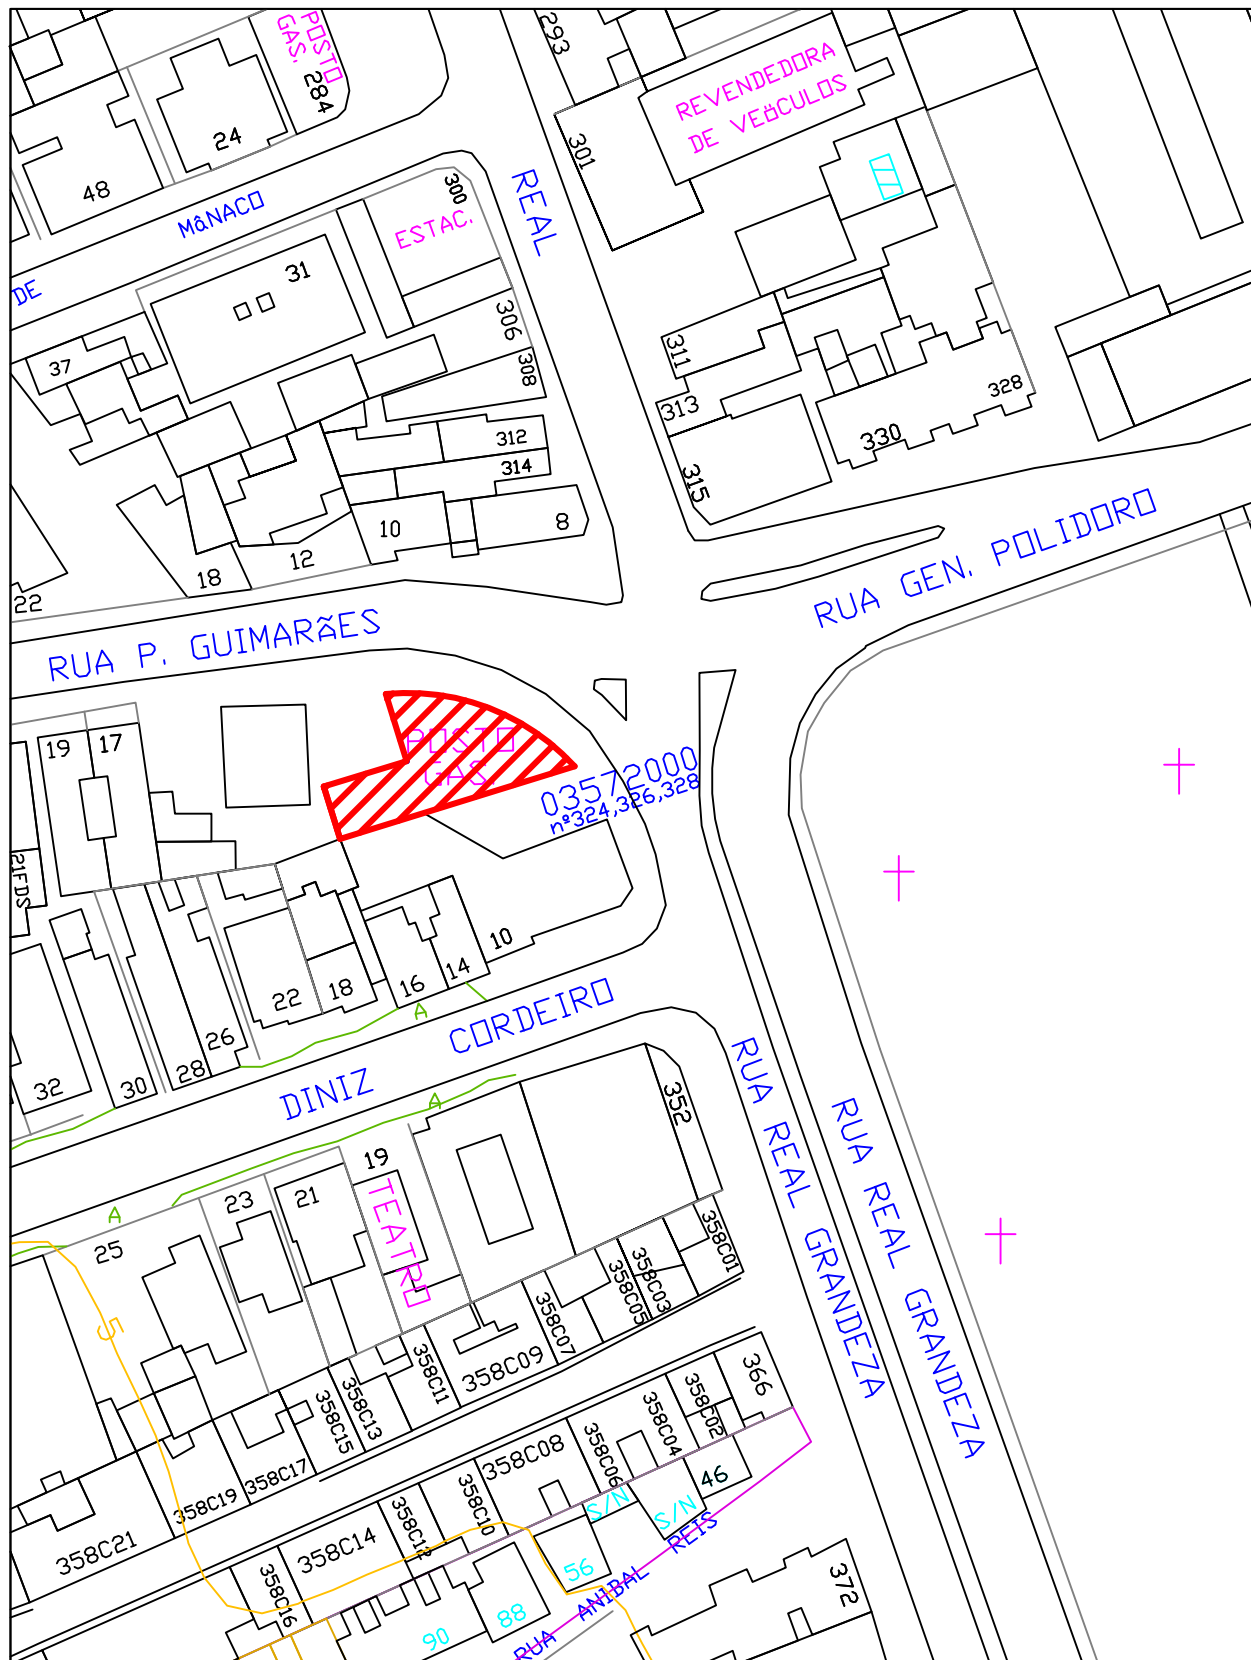 POSTO
GAS.
284
293
24
48
REVENDEDORA
DE VEöCULOS
301
REAL
300
MâNACO
ESTAC.
31
DE
306
311
37
308
328
313
312
330
314
315
10
8
12
18
22
RUA GEN. POLIDORO
RUA P. GUIMARÃES
19
17
POSTO
GAS
03572000
nº324,326,328
21FDS
10
14
16
18
22
26
28
30
32
CORDEIRO
DINIZ
A
A
A
352
RUA REAL GRANDEZA
RUA REAL GRANDEZA
19
TEATRO
21
23
25
S
358C01
358C03
358C05
358C07
358C09
358C11
358C13
358C15
358C17
358C19
358C21
366
358C02
358C04
358C06
358C08
358C10
358C12
358C14
358C16
46
S/N
S/N
56
88
90
RUA ANIBAL REIS
372